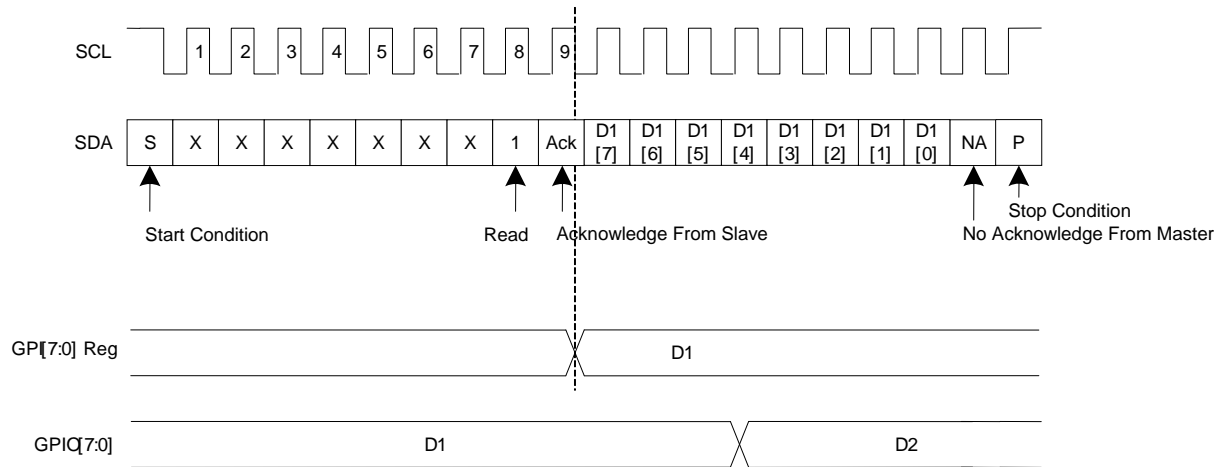 SCL 1 2 3 4 5 6 7 8 9
SDA S X X X X X X X 1 Ack D1 [7] D1 [6] D1 [5] D1 [4] D1 [3] D1 [2] D1 [1] D1 [0] NA P
Start Condition Read Acknowledge From Slave Stop Condition
No Acknowledge From Master
GPI[7:0] Reg D1
GPIO[7:0] D1 D2